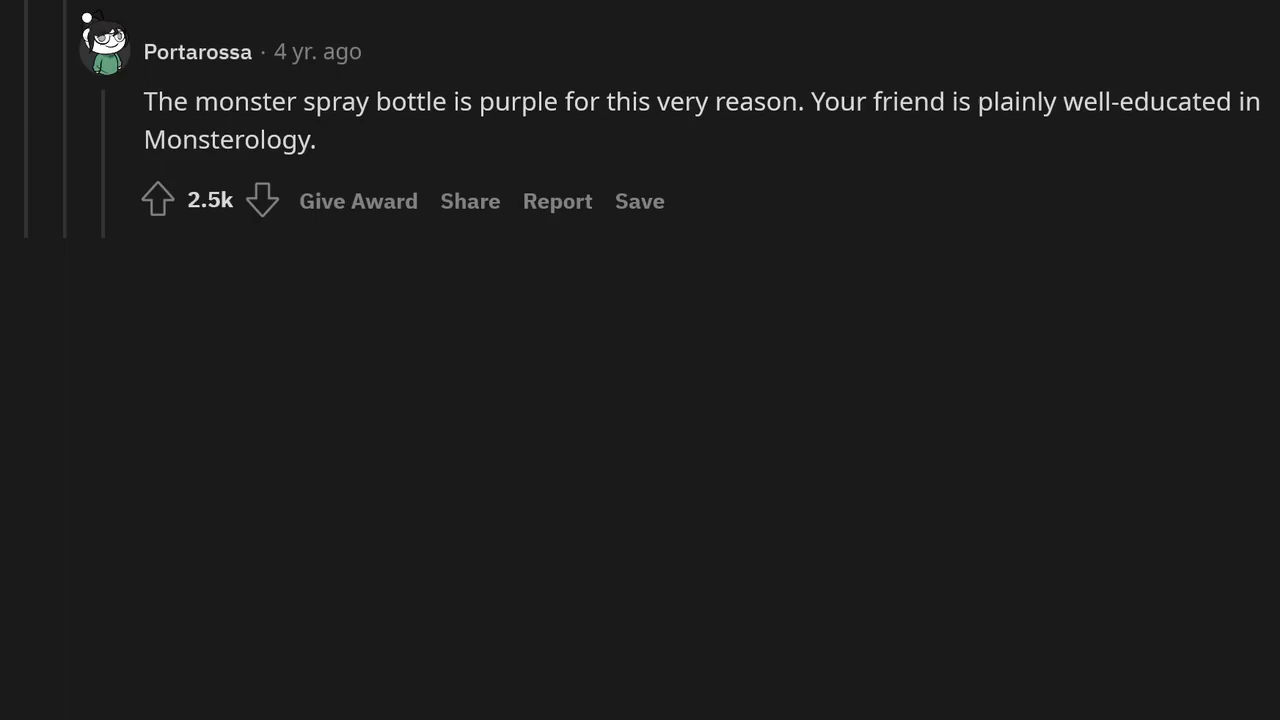 Portarossa · 4 yr. ago
The monster spray bottle is purple for this very reason. Your friend is plainly well-educated in
Monsterology.
2.5k Give Award Share Report Save